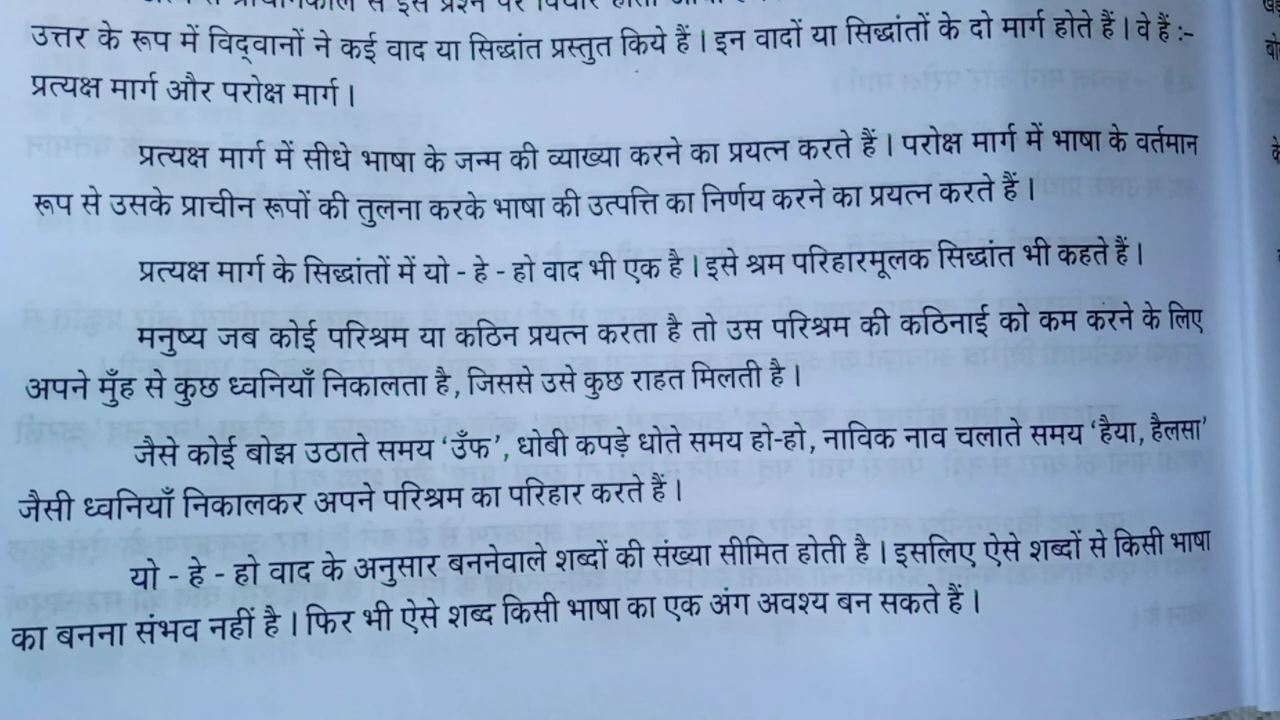 से इस प्रश्न पर विचार
उत्तर के रूप में विद्‌वानों ने कई वाद या सिद्धांत प्रस्तुत किये हैं । इन वादों या सिद्धांतों के दो मार्ग होते हैं । वे हैं :–
प्रत्यक्ष मार्ग और परोक्ष मार्ग ।
प्रत्यक्ष मार्ग में सीधे भाषा के जन्म की व्याख्या करने का प्रयत्न करते हैं । परोक्ष मार्ग में भाषा के वर्तमान
रूप से उसके प्राचीन रूपों की तुलना करके भाषा की उत्पत्ति का निर्णय करने का प्रयत्न करते हैं ।
प्रत्यक्ष मार्ग के सिद्धांतों में यो - हे - हो वाद भी एक है । इसे श्रम परिहारमूलक सिद्धांत भी कहते हैं ।
मनुष्य जब कोई परिश्रम या कठिन प्रयत्न करता है तो उस परिश्रम की कठिनाई को कम करने के लिए
अपने मुँह से कुछ ध्वनियाँ निकालता है, जिससे उसे कुछ राहत मिलती है ।
जैसे कोई बोझ उठाते समय ‘उँफ’, धोबी कपड़े धोते समय हो-हो, नाविक नाव चलाते समय ‘हैया, हैलसा’
जैसी ध्वनियाँ निकालकर अपने परिश्रम का परिहार करते हैं ।
यो - हे - हो वाद के अनुसार बननेवाले शब्दों की संख्या सीमित होती है । इसलिए ऐसे शब्दों से किसी भाषा
का बनना संभव नहीं है । फिर भी ऐसे शब्द किसी भाषा का एक अंग अवश्य बन सकते हैं ।